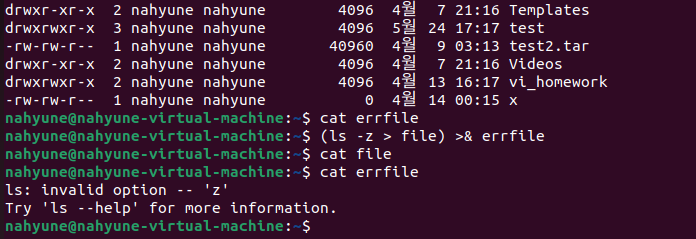 drwxr-xr-x  2 nahyune nahyune     4096  4월   7 21:16 Templates
drwxrwxr-x  3 nahyune nahyune     4096  5월  24 17:17 test
-rw-rw-r--  1 nahyune nahyune    40960  4월   9 03:13 test2.tar
drwxr-xr-x  2 nahyune nahyune     4096  4월   7 21:16 Videos
drwxrwxr-x  2 nahyune nahyune     4096  4월  13 16:17 vi_homework
-rw-rw-r--  1 nahyune nahyune        0  4월  14 00:15 x
nahyune@nahyune-virtual-machine:~$ cat errfile
nahyune@nahyune-virtual-machine:~$ (ls -z > file) >& errfile
nahyune@nahyune-virtual-machine:~$ cat file
nahyune@nahyune-virtual-machine:~$ cat errfile
ls: invalid option -- 'z'
Try 'ls --help' for more information.
nahyune@nahyune-virtual-machine:~$